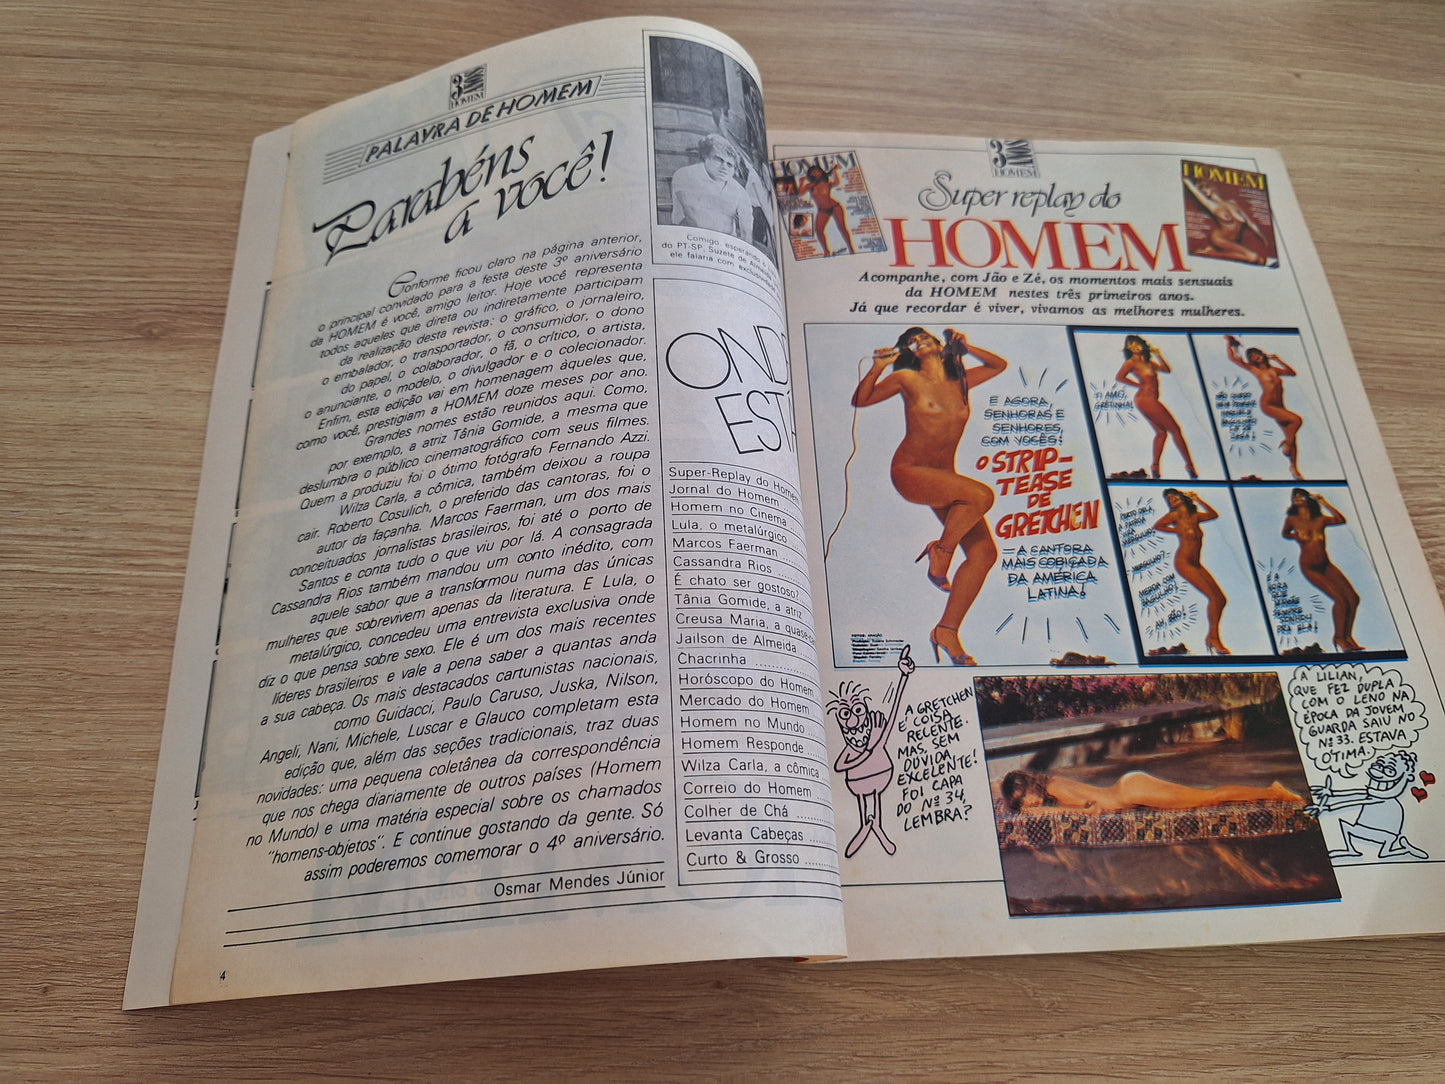 3 ANOS
HOMEM
PALAVRA DE HOMEM
Parabéns
a você!
Conforme ficou claro na página anterior,
o principal convidado para a festa deste 3º aniversário
da HOMEM é você, amigo leitor. Hoje você representa
todos aqueles que direta ou indiretamente participam
da realização desta revista: o gráfico, o jornaleiro,
o embalador, o transportador, o consumidor, o dono
do papel, o colaborador, o fã, o crítico, o artista,
o anunciante, o modelo, o divulgador e o colecionador.
Enfim, esta edição vai em homenagem àqueles que,
como você, prestigiam a HOMEM doze meses por ano.
Grandes nomes estão reunidos aqui. Como,
por exemplo, a atriz Tânia Gomide, a mesma que
deslumbra o público cinematográfico com seus filmes.
Quem a produziu foi o ótimo fotógrafo Fernando Azzi.
Wilza Carla, a cômica, também deixou a roupa
cair. Roberto Cosulich, o preferido das cantoras, foi o
autor da façanha. Marcos Faerman, um dos mais
conceituados jornalistas brasileiros, foi até o porto de
Santos e conta tudo o que viu por lá. A consagrada
Cassandra Rios também mandou um conto inédito, com
aquele sabor que a transformou numa das únicas
mulheres que sobrevivem apenas da literatura. E Lula, o
metalúrgico, concedeu uma entrevista exclusiva onde
diz o que pensa sobre sexo. Ele é um dos mais recentes
líderes brasileiros e vale a pena saber a quantas anda
a sua cabeça. Os mais destacados cartunistas nacionais,
como Guidacci, Paulo Caruso, Juska, Nilson,
Angeli, Nani, Michele, Luscar e Glauco completam esta
edição que, além das seções tradicionais, traz duas
novidades: uma pequena coletânea da correspondência
que nos chega diariamente de outros países (Homem
no Mundo) e uma matéria especial sobre os chamados
"homens-objetos". E continue gostando da gente. Só
assim poderemos comemorar o 4º aniversário.
Osmar Mendes Júnior
4
Comigo esperando
do PT-SP, Suzete de
ele falaria com
ONDE
EST
Super-Replay do Homem
Jornal do Homem
Homem no Cinema
Lula, o metalúrgico
Marcos Faerman
Cassandra Rios
É chato ser gostoso?
Tânia Gomide, a atriz
Creusa Maria, a
Jailson de Almeida
Chacrinha
Horóscopo do Homem
Mercado do Homem
Homem no Mundo
Homem Responde
Wilza Carla, a cômica
Correio do Homem
Colher de Chá
Levanta Cabeças
Curto & Grosso
3 ANOS
HOMEM
HOMEM
HOMEM
Super replay do
HOMEM
Acompanhe, com Jão e Zé, os momentos mais sensuais
da HOMEM nestes três primeiros anos.
Já que recordar é viver, vivamos as melhores mulheres.
E AGORA,
SENHORAS E
SENHORES,
COM VOCÊS:
O STRIP-
TEASE
DE
GRETCHEN
— A CANTORA
MAIS COBIÇADA
DA AMÉRICA
LATINA!
TI AMO,
GRETINHA!
A GRETCHEN
É COISA
RECENTE.
MAS, SEM
DÚVIDA,
EXCELENTE!
FOI CAPA
DO Nº 34,
LEMBRA?
A LILIAN,
QUE FEZ DUPLA
COM O LENO NA
ÉPOCA DA JOVEM
GUARDA SAIU NO
Nº 33. ESTAVA
ÓTIMA.